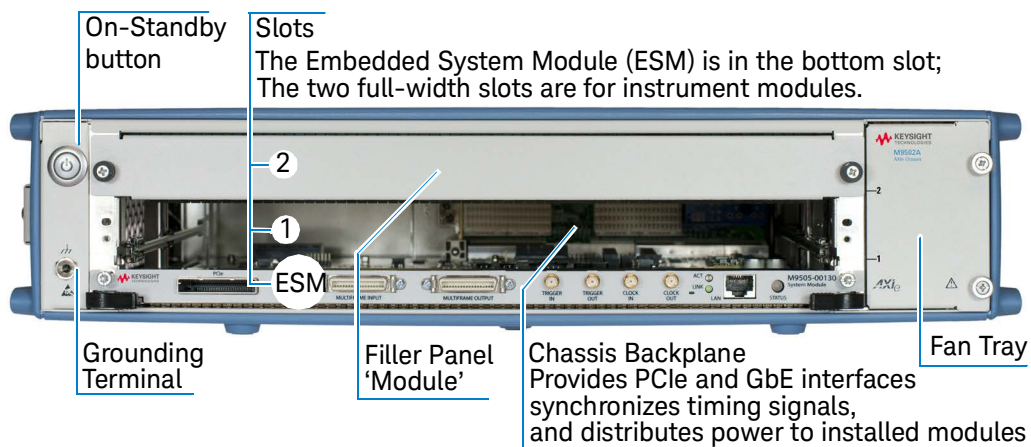 On-Standby
button
Slots
The Embedded System Module (ESM) is in the bottom slot;
The two full-width slots are for instrument modules.
KEYSIGHT
TECHNOLOGIES
M9502A
AXIe Chassis
2
2
1
1
ESM
KEYSIGHT
TECHNOLOGIES
PCIe
MULTIFRAME INPUT
MULTIFRAME OUTPUT
TRIGGER
IN
TRIGGER
OUT
CLOCK
IN
CLOCK
OUT
ACT
LINK
LAN
M9505-00130
System Module
STATUS
AXIe
Grounding
Terminal
Filler Panel
'Module'
Chassis Backplane
Provides PCIe and GbE interfaces
synchronizes timing signals,
and distributes power to installed modules
Fan Tray